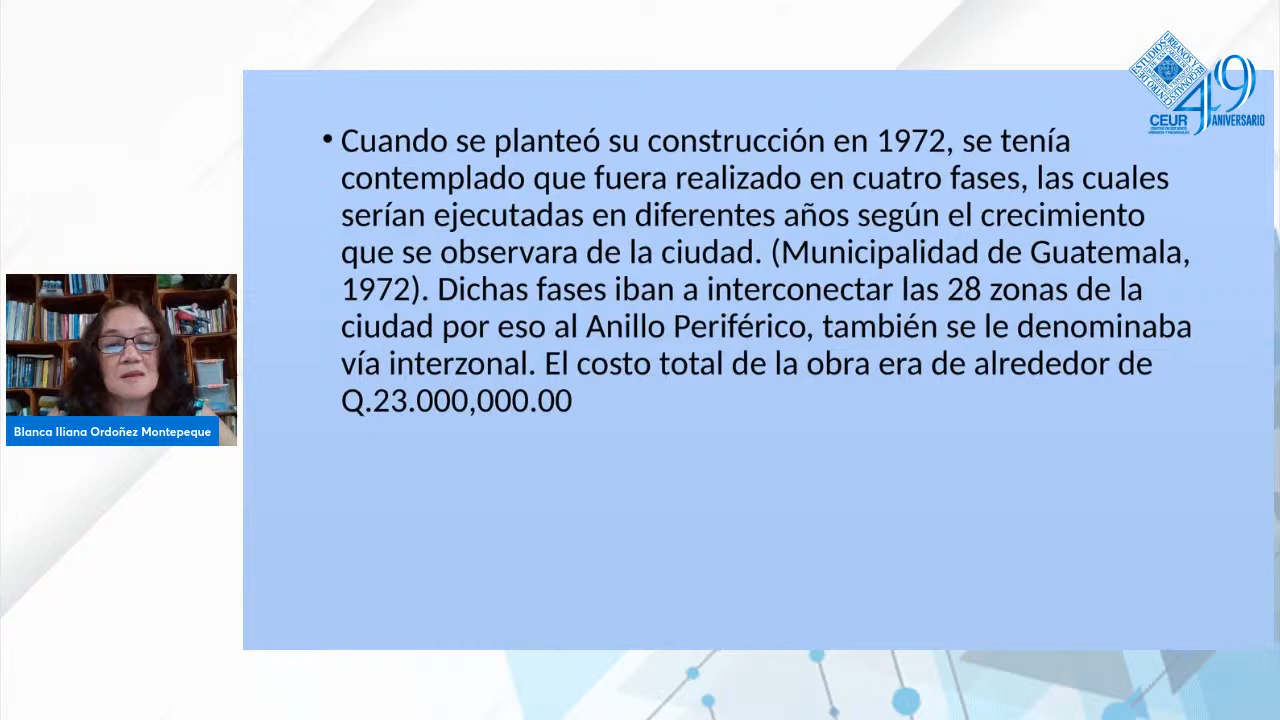 • Cuando se planteó su construcción en 1972, se tenía
contemplado que fuera realizado en cuatro fases, las cuales
serían ejecutadas en diferentes años según el crecimiento
que se observara de la ciudad. (Municipalidad de Guatemala,
1972). Dichas fases iban a interconectar las 28 zonas de la
ciudad por eso al Anillo Periférico, también se le denominaba
vía interzonal. El costo total de la obra era de alrededor de
Q.23.000,000.00
Blanca Iliana Ordoñez Montepeque
49
CEUR
ANIVERSARIO